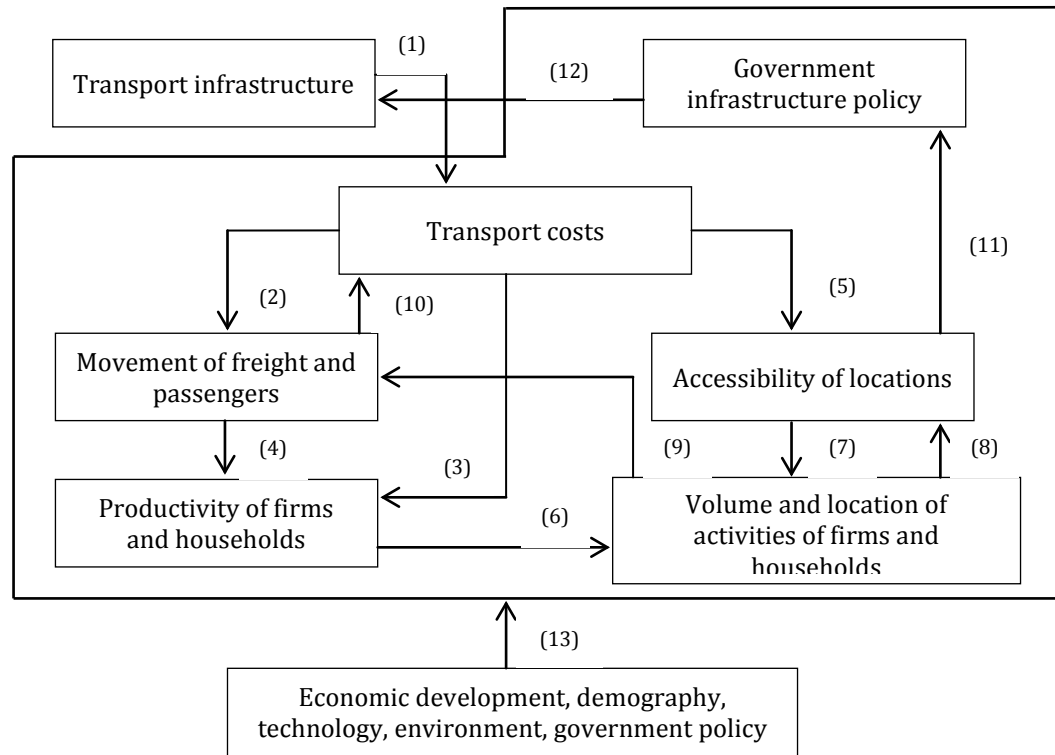 (1)
Transport infrastructure
(12)
Government
infrastructure policy
Transport costs
(11)
(2)
(10)
(5)
Movement of freight and
passengers
Accessibility of locations
(4)
(3)
(9)
(7)
(8)
Productivity of firms
and households
(6)
Volume and location of
activities of firms and
households
(13)
Economic development, demography,
technology, environment, government policy